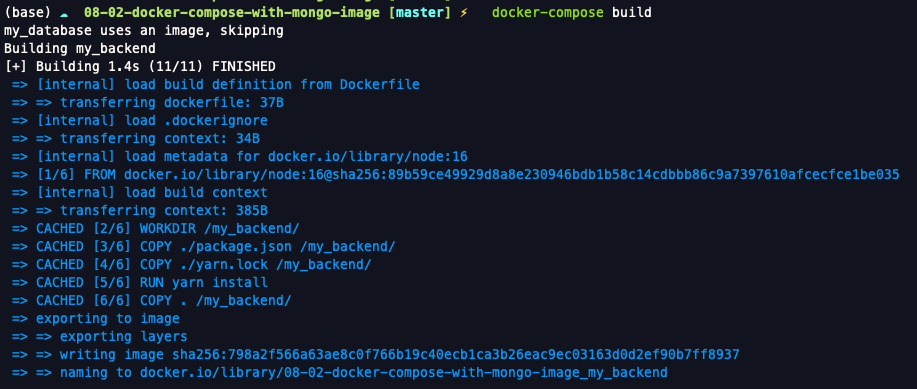 (base) ☁ 08-02-docker-compose-with-mongo-image [master] ⚡ docker-compose build
my_database uses an image, skipping
Building my_backend
[+] Building 1.4s (11/11) FINISHED
=> [internal] load build definition from Dockerfile
=> => transferring dockerfile: 37B
=> [internal] load .dockerignore
=> => transferring context: 34B
=> [internal] load metadata for docker.io/library/node:16
=> [1/6] FROM docker.io/library/node:16@sha256:89b59ce49929d8a8e230946bdb1b58c14cdbbb86c9a7397610afcecfce1be035
=> [internal] load build context
=> => transferring context: 385B
=> CACHED [2/6] WORKDIR /my_backend/
=> CACHED [3/6] COPY ./package.json /my_backend/
=> CACHED [4/6] COPY ./yarn.lock /my_backend/
=> CACHED [5/6] RUN yarn install
=> CACHED [6/6] COPY . /my_backend/
=> exporting to image
=> => exporting layers
=> => writing image sha256:798a2f566a63ae8c0f766b19c40ecb1ca3b26eac9ec03163d0d2ef90b7ff8937
=> => naming to docker.io/library/08-02-docker-compose-with-mongo-image_my_backend